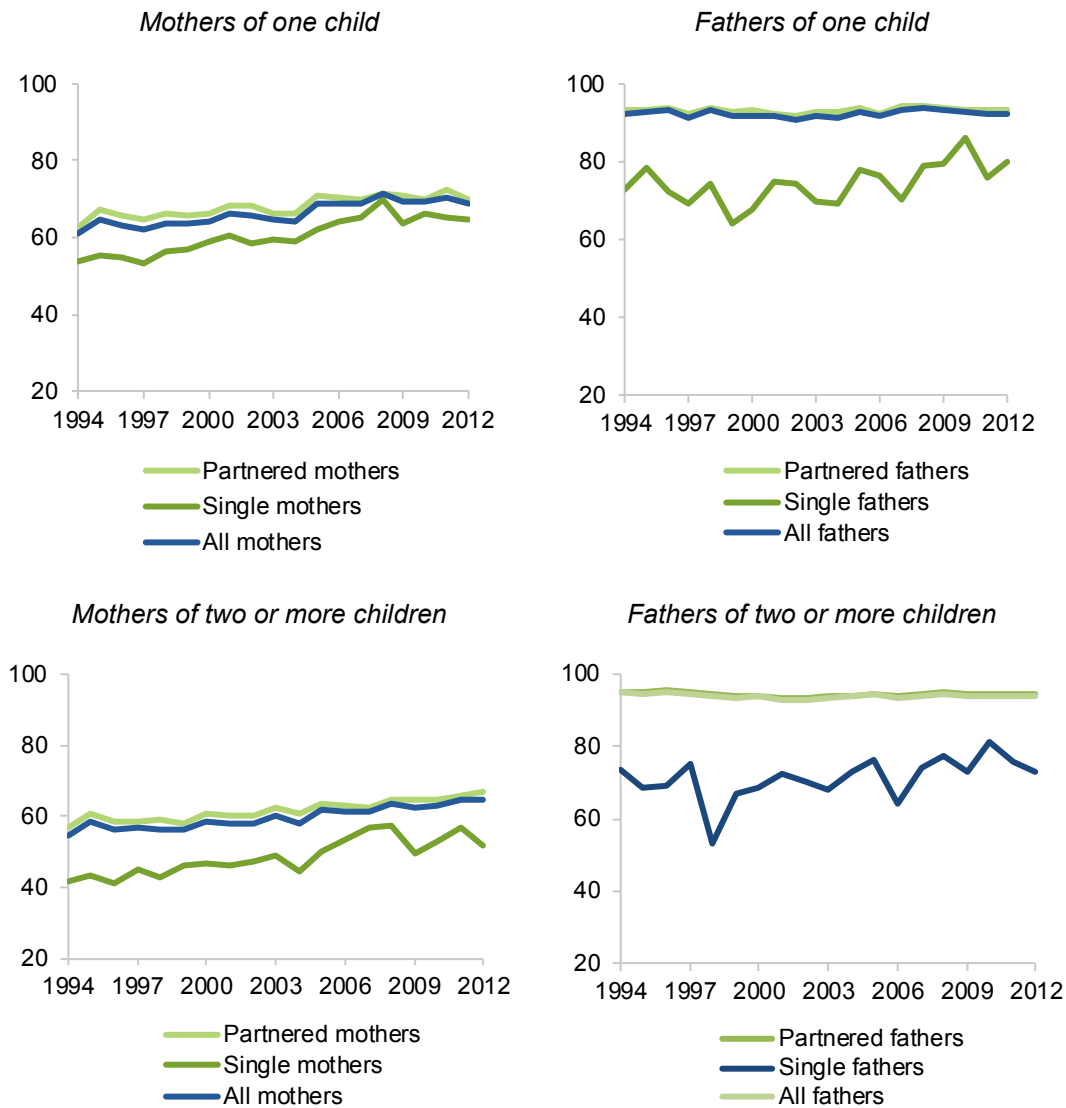 Mothers of one child
100
80
60
40
20
1994 1997 2000 2003 2006 2009 2012
Partnered mothers
Single mothers
All mothers
Fathers of one child
100
80
60
40
20
1994 1997 2000 2003 2006 2009 2012
Partnered fathers
Single fathers
All fathers
Mothers of two or more children
100
80
60
40
20
1994 1997 2000 2003 2006 2009 2012
Partnered mothers
Single mothers
All mothers
Fathers of two or more children
100
80
60
40
20
1994 1997 2000 2003 2006 2009 2012
Partnered fathers
Single fathers
All fathers